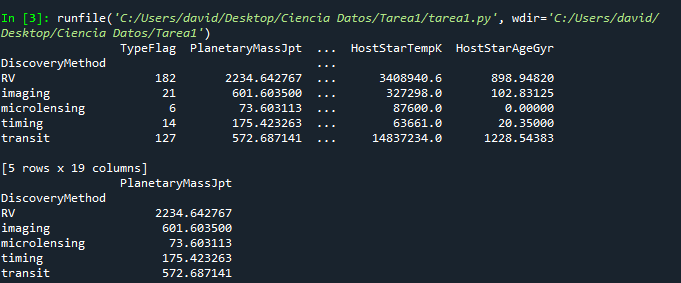 In [3]: runfile('C:/Users/david/Desktop/Ciencia Datos/Tarea1/tarea1.py', wdir='C:/Users/david/
Desktop/Ciencia Datos/Tarea1')
TypeFlag PlanetaryMassJpt ... HostStarTempK HostStarAgeGyr
DiscoveryMethod ...
RV 182 2234.642767 ... 3408940.6 898.94820
imaging 21 601.603500 ... 327298.0 102.83125
microlensing 6 73.603113 ... 87600.0 0.00000
timing 14 175.423263 ... 63661.0 20.35000
transit 127 572.687141 ... 14837234.0 1228.54383
[5 rows x 19 columns]
PlanetaryMassJpt
DiscoveryMethod
RV 2234.642767
imaging 601.603500
microlensing 73.603113
timing 175.423263
transit 572.687141